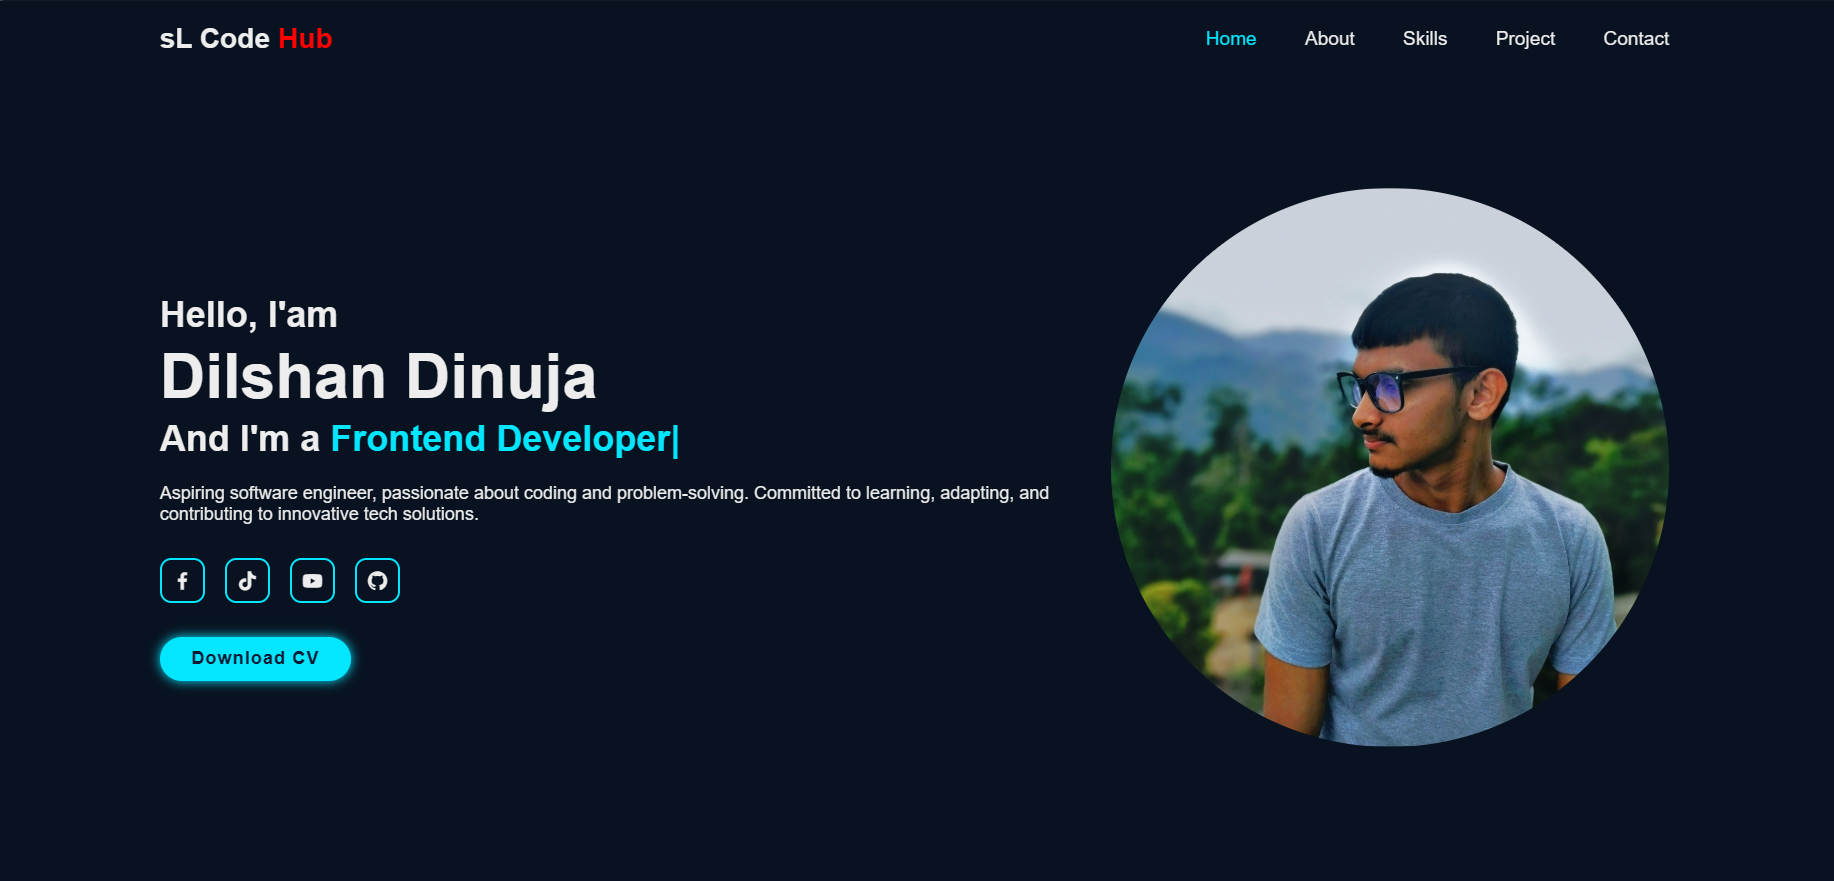 sL Code Hub
Home About Skills Project Contact
Hello, I'am
Dilshan Dinuja
And I'm a Frontend Developer|
Aspiring software engineer, passionate about coding and problem-solving. Committed to learning, adapting, and
contributing to innovative tech solutions.
Download CV